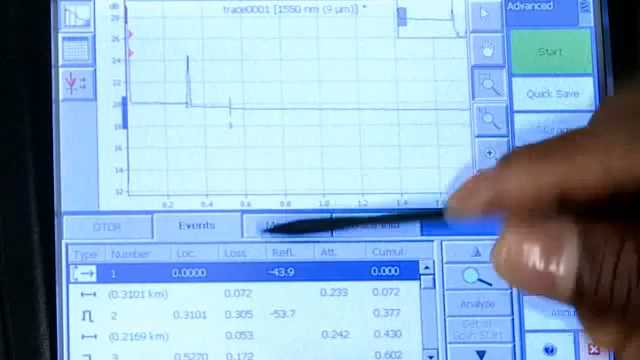 dB
trace0001 [1550 nm (9 µm)] *
Advanced
28
26
24
22
20
18
16
14
12
0.2 0.4 0.6 0.8 1.0 1.2 1.4
3
Start
Quick Save
Storage
OTDR Events
Type Number Loc. Loss Refl. Att. Cumul.
1 0.0000 -43.9 0.000
(0.3101 km) 0.072 0.233 0.072
2 0.3101 0.305 -53.7 0.377
(0.2169 km) 0.053 0.242 0.430
3 0.5270 0.172 0.602
Analyze
Scan Start